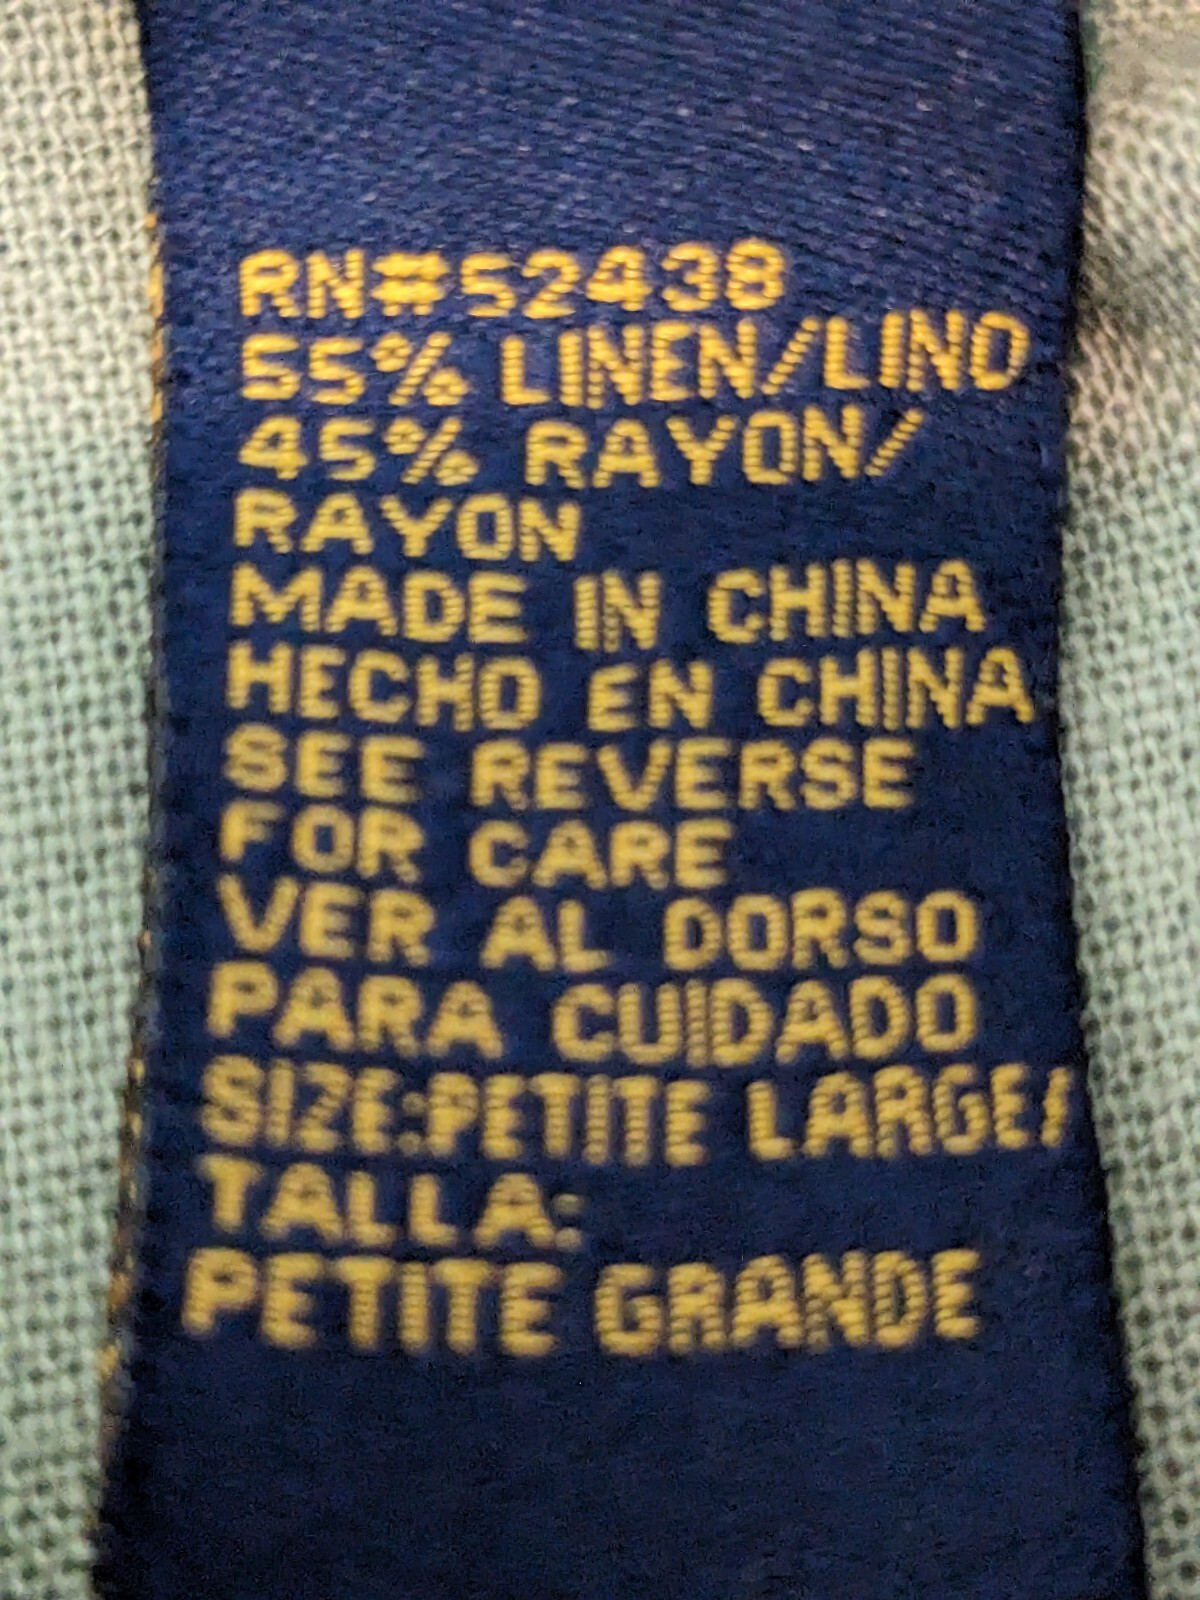 RN#52438
55% LINEN/LINO
45% RAYON/
RAYON
MADE IN CHINA
HECHO EN CHINA
SEE REVERSE
FOR CARE
VER AL DORSO
PARA CUIDADO
SIZE:PETITE LARGE/
TALLA:
PETITE GRANDE